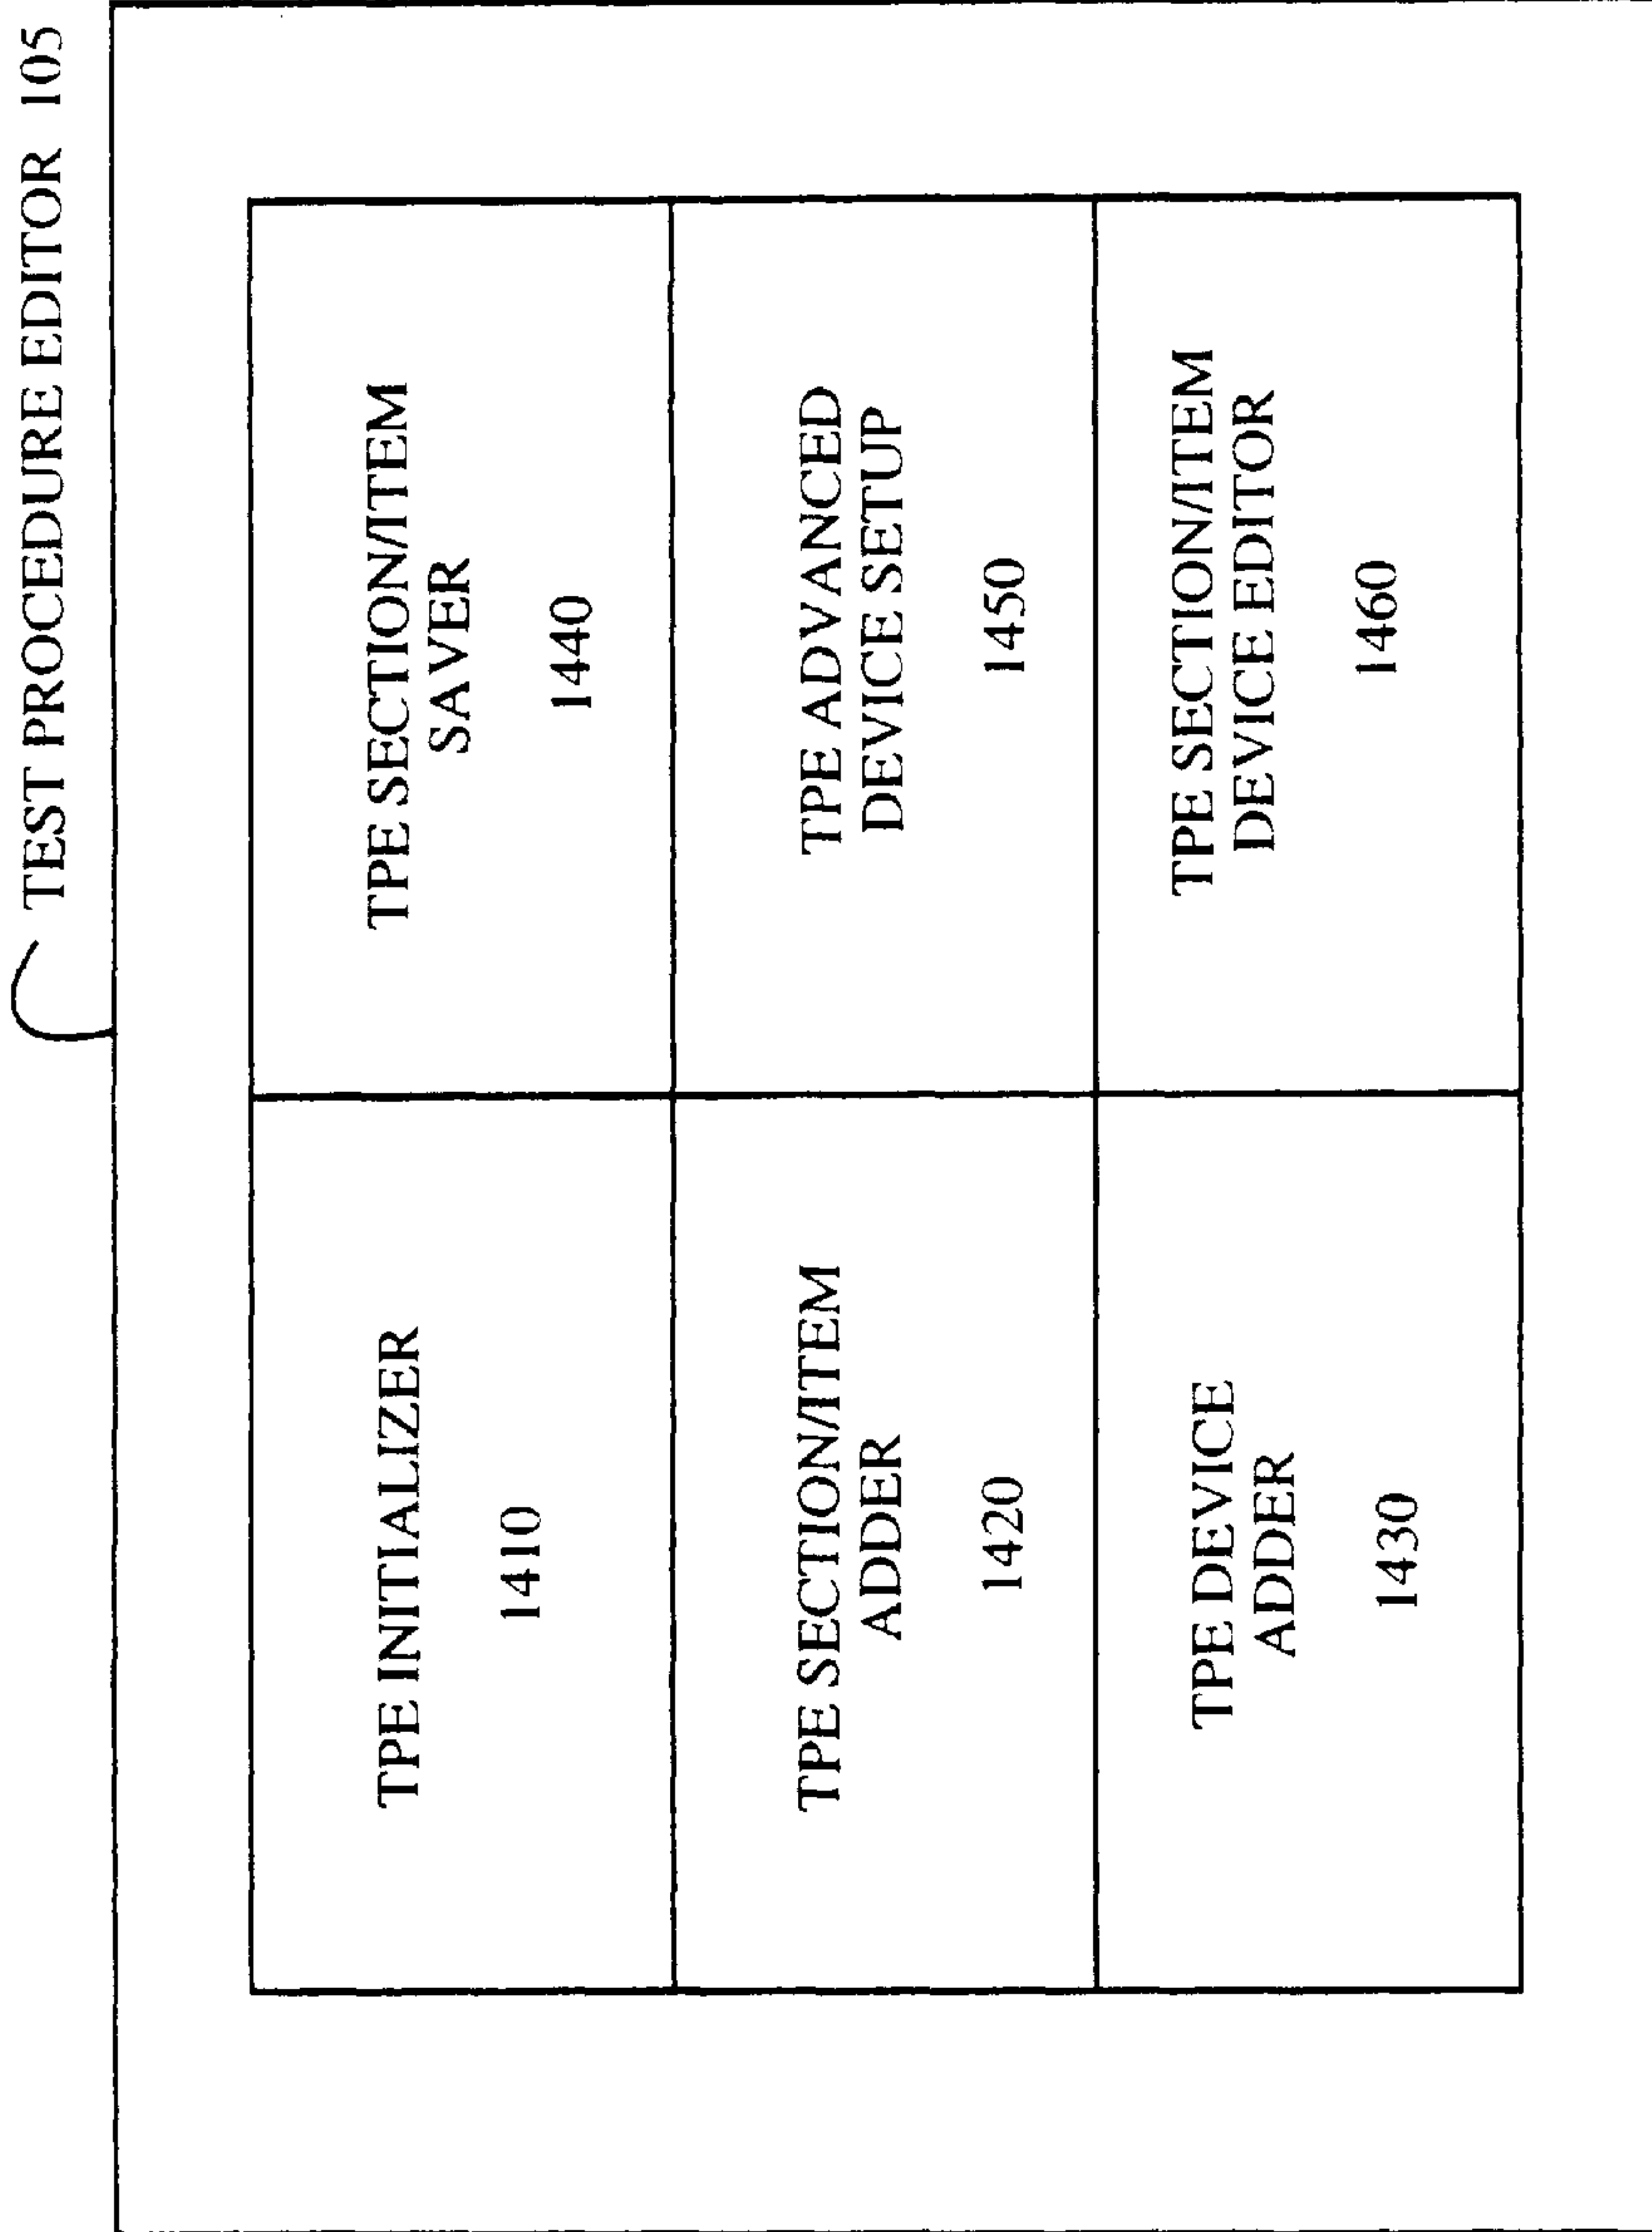 TEST PROCEDURE EDITOR 105
TPE INITIALIZER
1410
TPE SECTION/ITEM
ADDER
1420
TPE DEVICE
ADDER
1430
TPE SECTION/ITEM
SAVER
1440
TPE ADVANCED
DEVICE SETUP
1450
TPE SECTION/ITEM
DEVICE EDITOR
1460